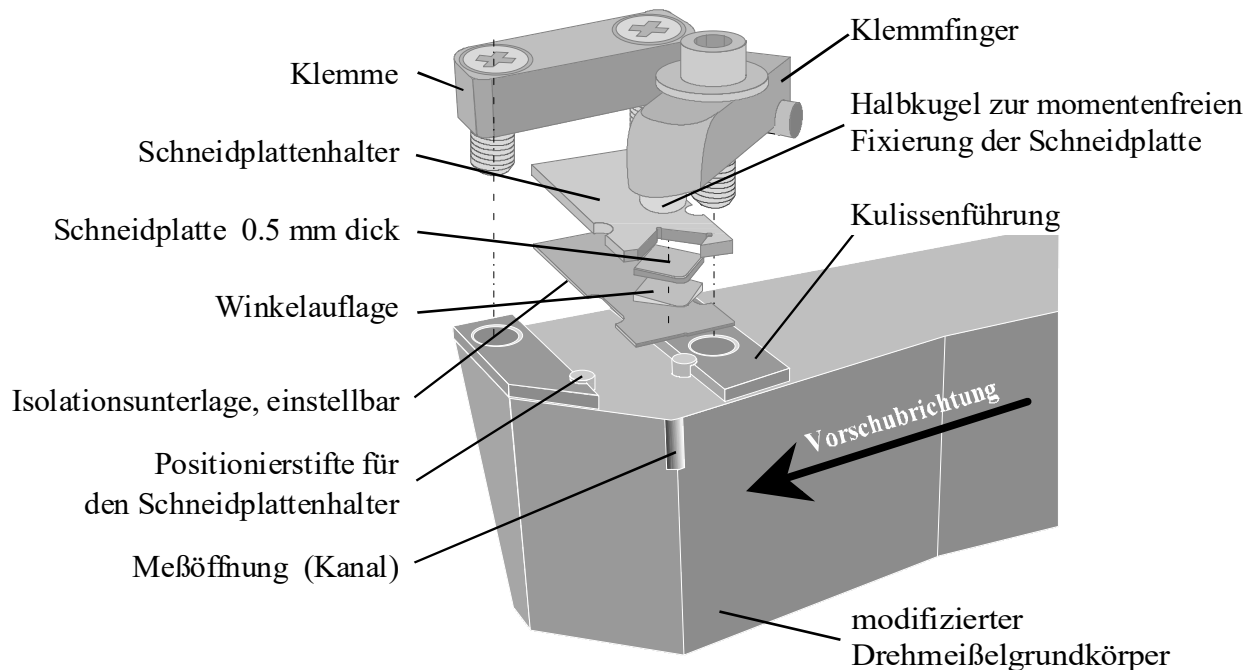 Klemme
Schneidplattenhalter
Schneidplatte 0.5 mm dick
Winkelauflage
Isolationsunterlage, einstellbar
Positionierstifte für
den Schneidplattenhalter
Meßöffnung (Kanal)
Klemmfinger
Halbkugel zur momentenfreien
Fixierung der Schneidplatte
Kulissenführung
Vorschubrichtung
modifizierter
Drehmeißelgrundkörper